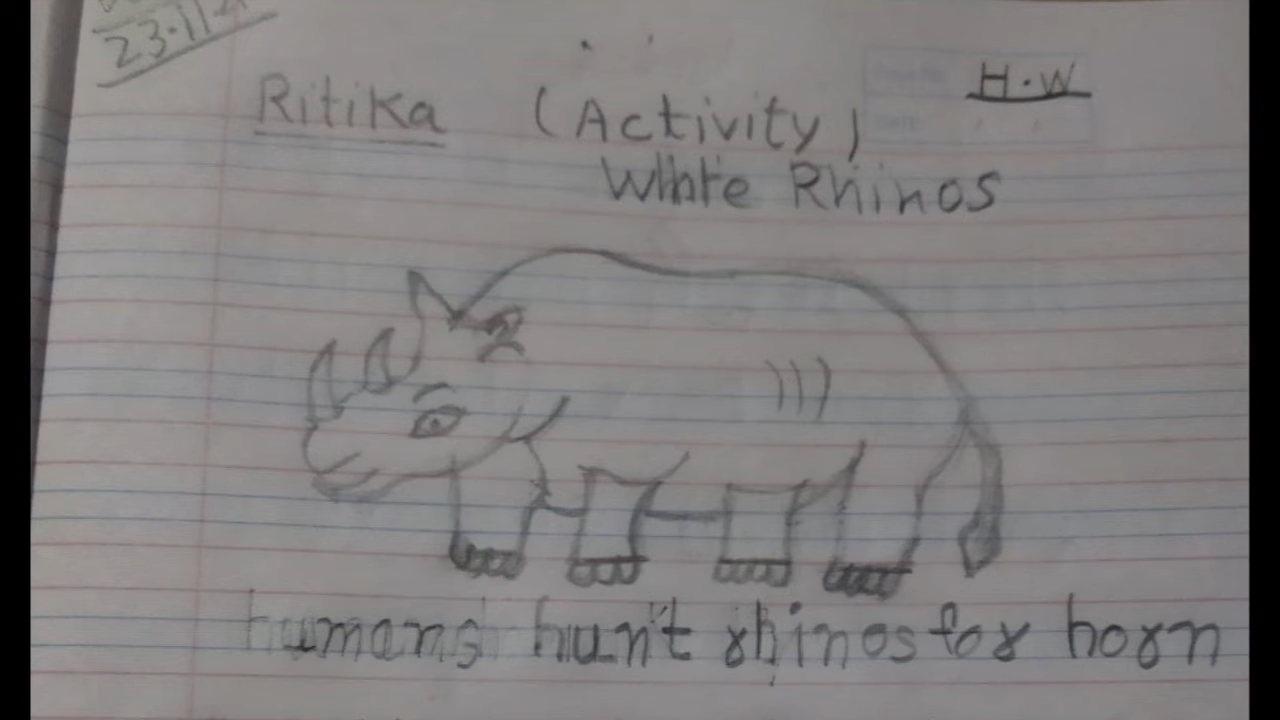 23.11.
H.W
Ritika (Activity)
White Rhinos
humans hunt rhinos for horn